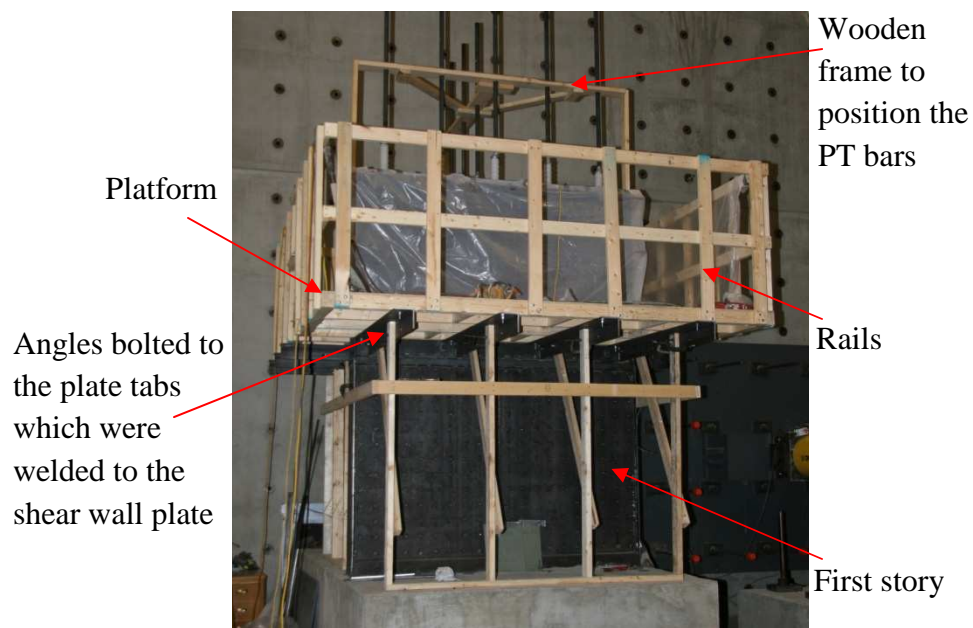 Wooden
frame to
position the
PT bars
Platform
Angles bolted to
the plate tabs
which were
welded to the
shear wall plate
Rails
First story